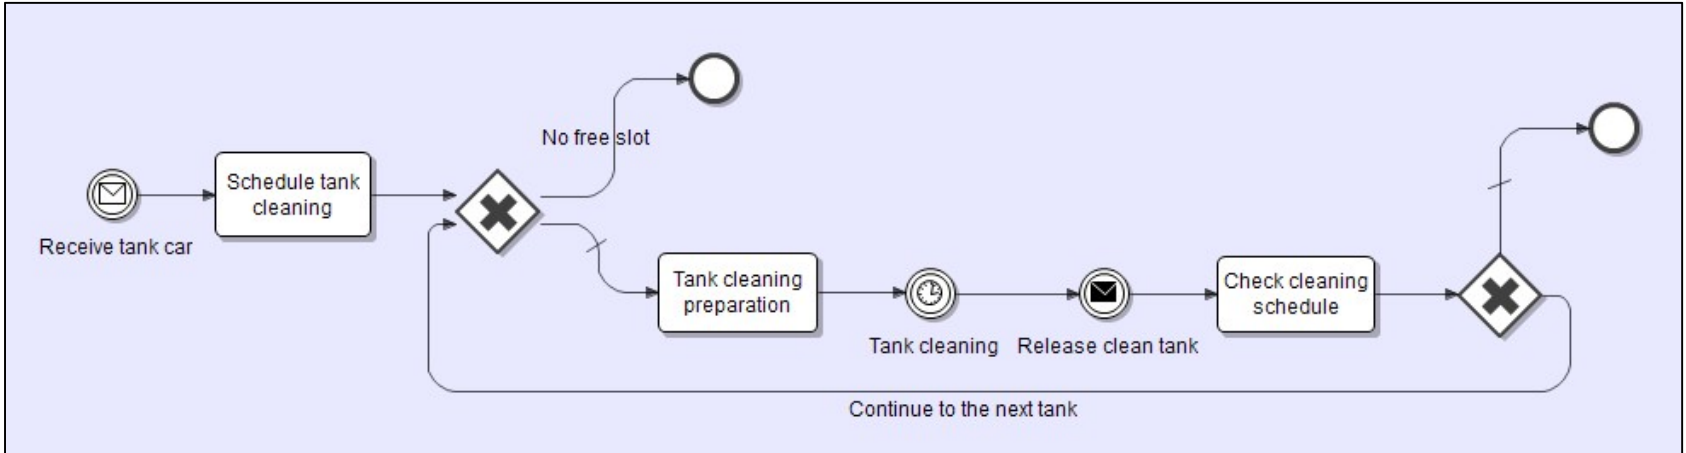 No free slot
Schedule tank
cleaning
Receive tank car
Tank cleaning
preparation
Tank cleaning
Release clean tank
Check cleaning
schedule
Continue to the next tank